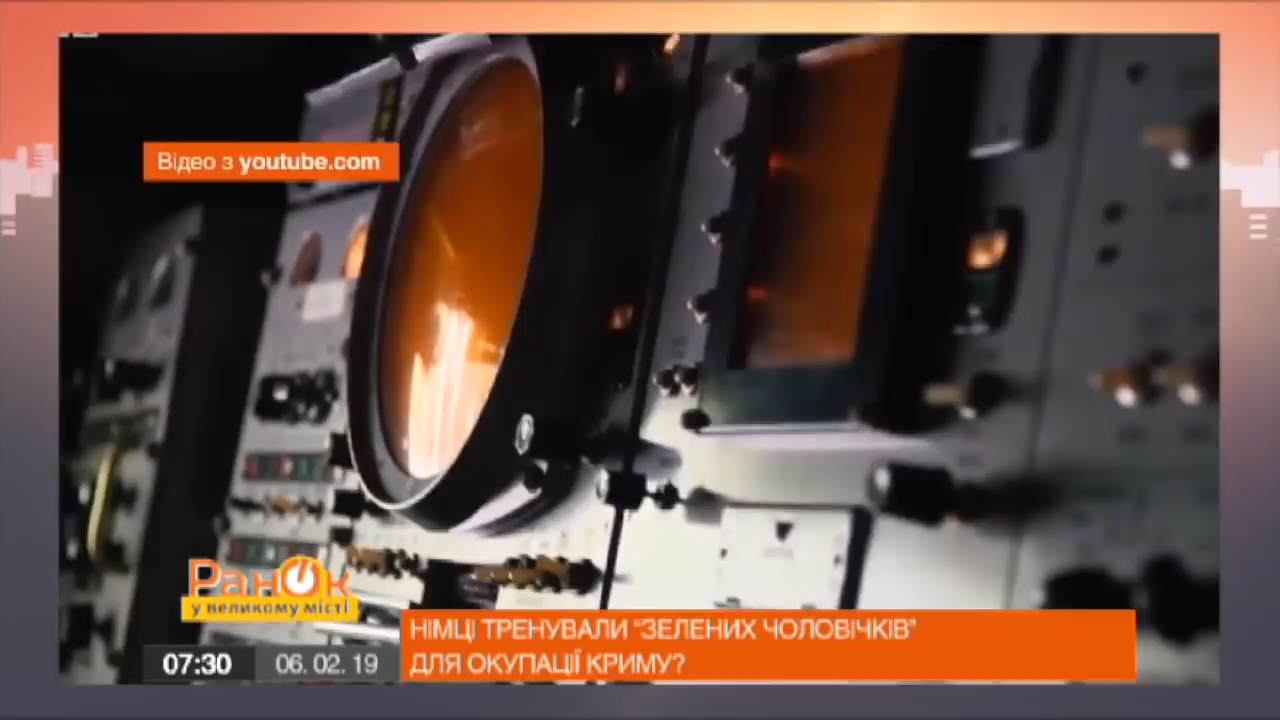 Відео з youtube.com
РанОк
у великому місті
НІМЦІ ТРЕНУВАЛИ “ЗЕЛЕНИХ ЧОЛОВІЧКІВ”
ДЛЯ ОКУПАЦІЇ КРИМУ?
07:30 06. 02. 19